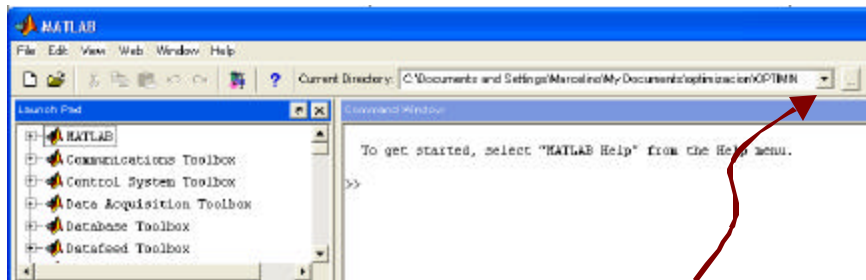 MATLAB
File Edit View Web Window Help
? Current Directory: C:\Documents and Settings\Marcelino\My Documents\optimizacion\OPTIMIN
Launch Pad
Command Window
MATLAB
Communications Toolbox
Control System Toolbox
Data Acquisition Toolbox
Database Toolbox
Datafeed Toolbox
To get started, select "MATLAB Help" from the Help menu.
>>